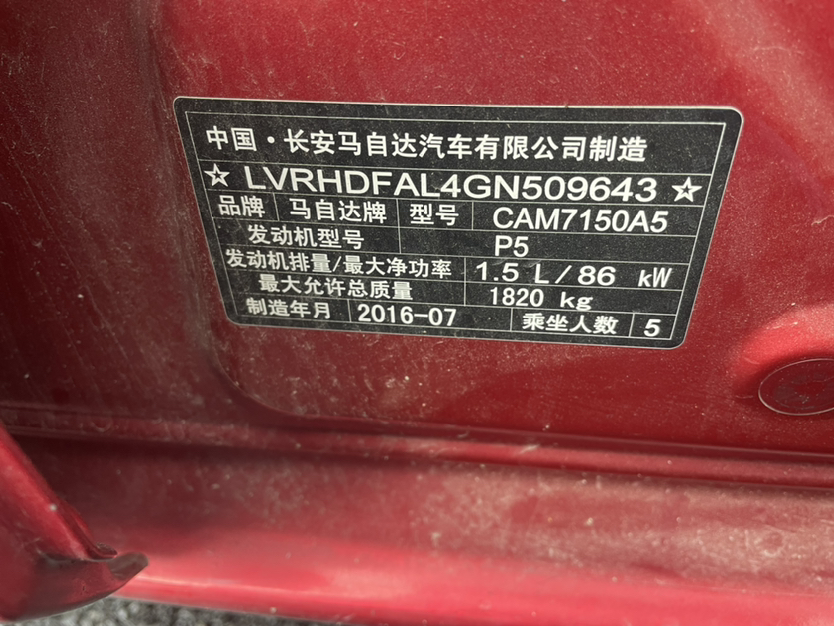 中国·长安马自达汽车有限公司制造
☆ LVRHDFAL4GN509643 ☆
品牌 马自达牌 型号 CAM7150A5
发动机型号 P5
发动机排量/最大净功率 1.5 L/86 kW
最大允许总质量 1820 kg
制造年月 2016-07 乘坐人数 5